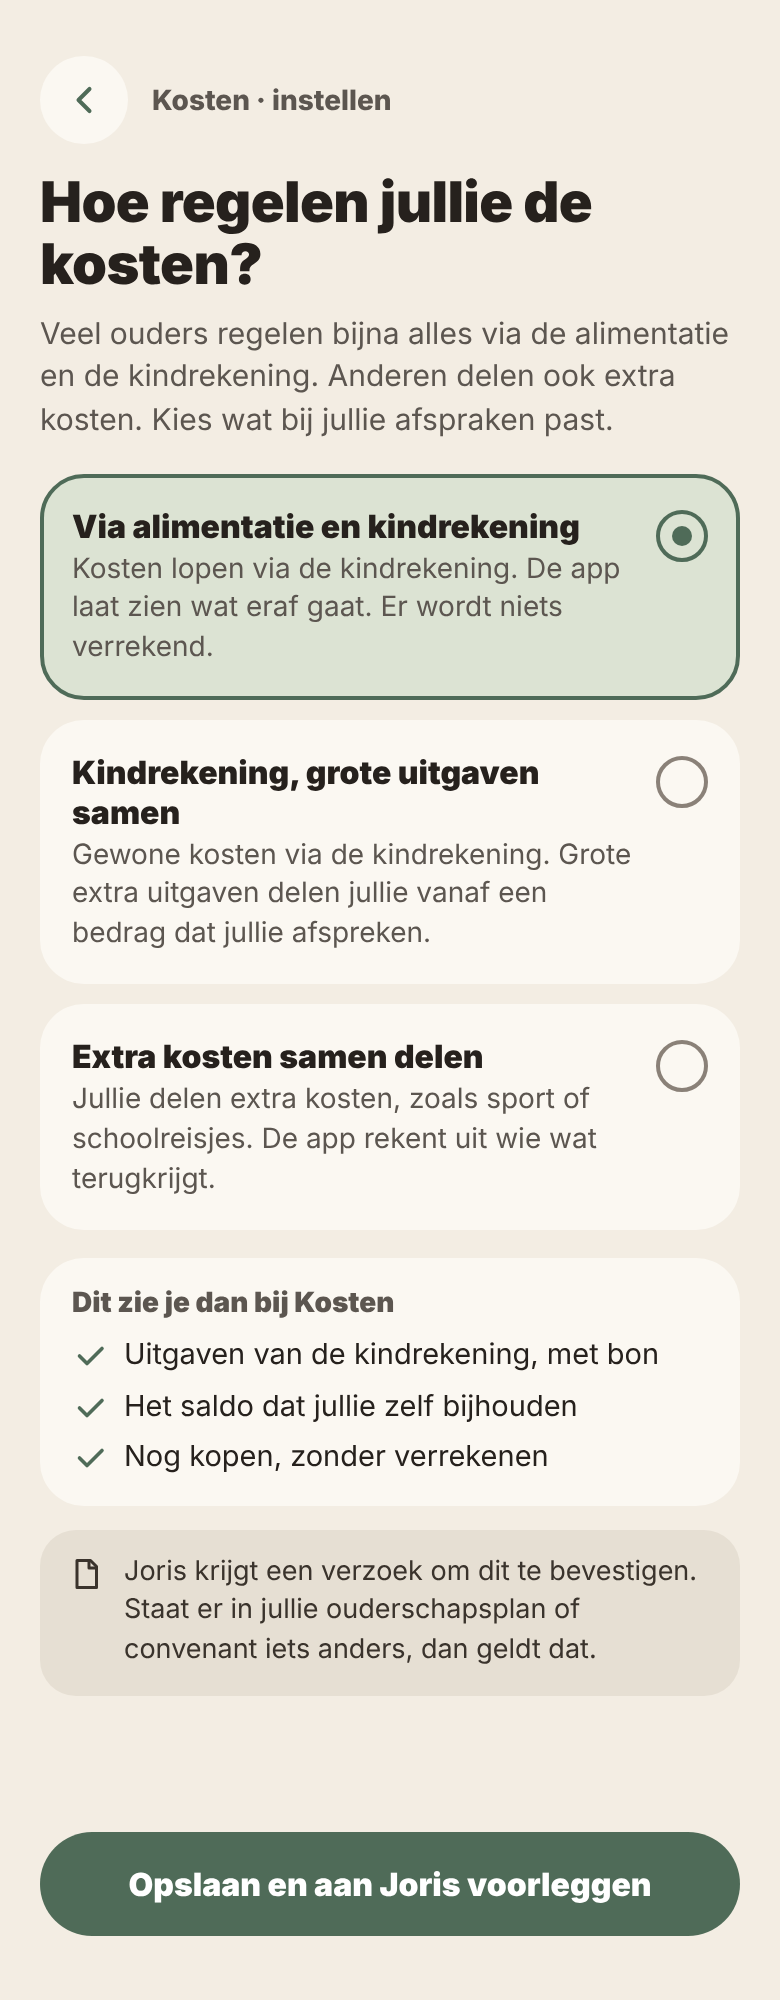 Kosten · instellen
Hoe regelen jullie de
kosten?
Veel ouders regelen bijna alles via de alimentatie
en de kindrekening. Anderen delen ook extra
kosten. Kies wat bij jullie afspraken past.
Via alimentatie en kindrekening
Kosten lopen via de kindrekening. De app
laat zien wat eraf gaat. Er wordt niets
verrekend.
Kindrekening, grote uitgaven
samen
Gewone kosten via de kindrekening. Grote
extra uitgaven delen jullie vanaf een
bedrag dat jullie afspreken.
Extra kosten samen delen
Jullie delen extra kosten, zoals sport of
schoolreisjes. De app rekent uit wie wat
terugkrijgt.
Dit zie je dan bij Kosten
Uitgaven van de kindrekening, met bon
Het saldo dat jullie zelf bijhouden
Nog kopen, zonder verrekenen
Joris krijgt een verzoek om dit te bevestigen.
Staat er in jullie ouderschapsplan of
convenant iets anders, dan geldt dat.
Opslaan en aan Joris voorleggen